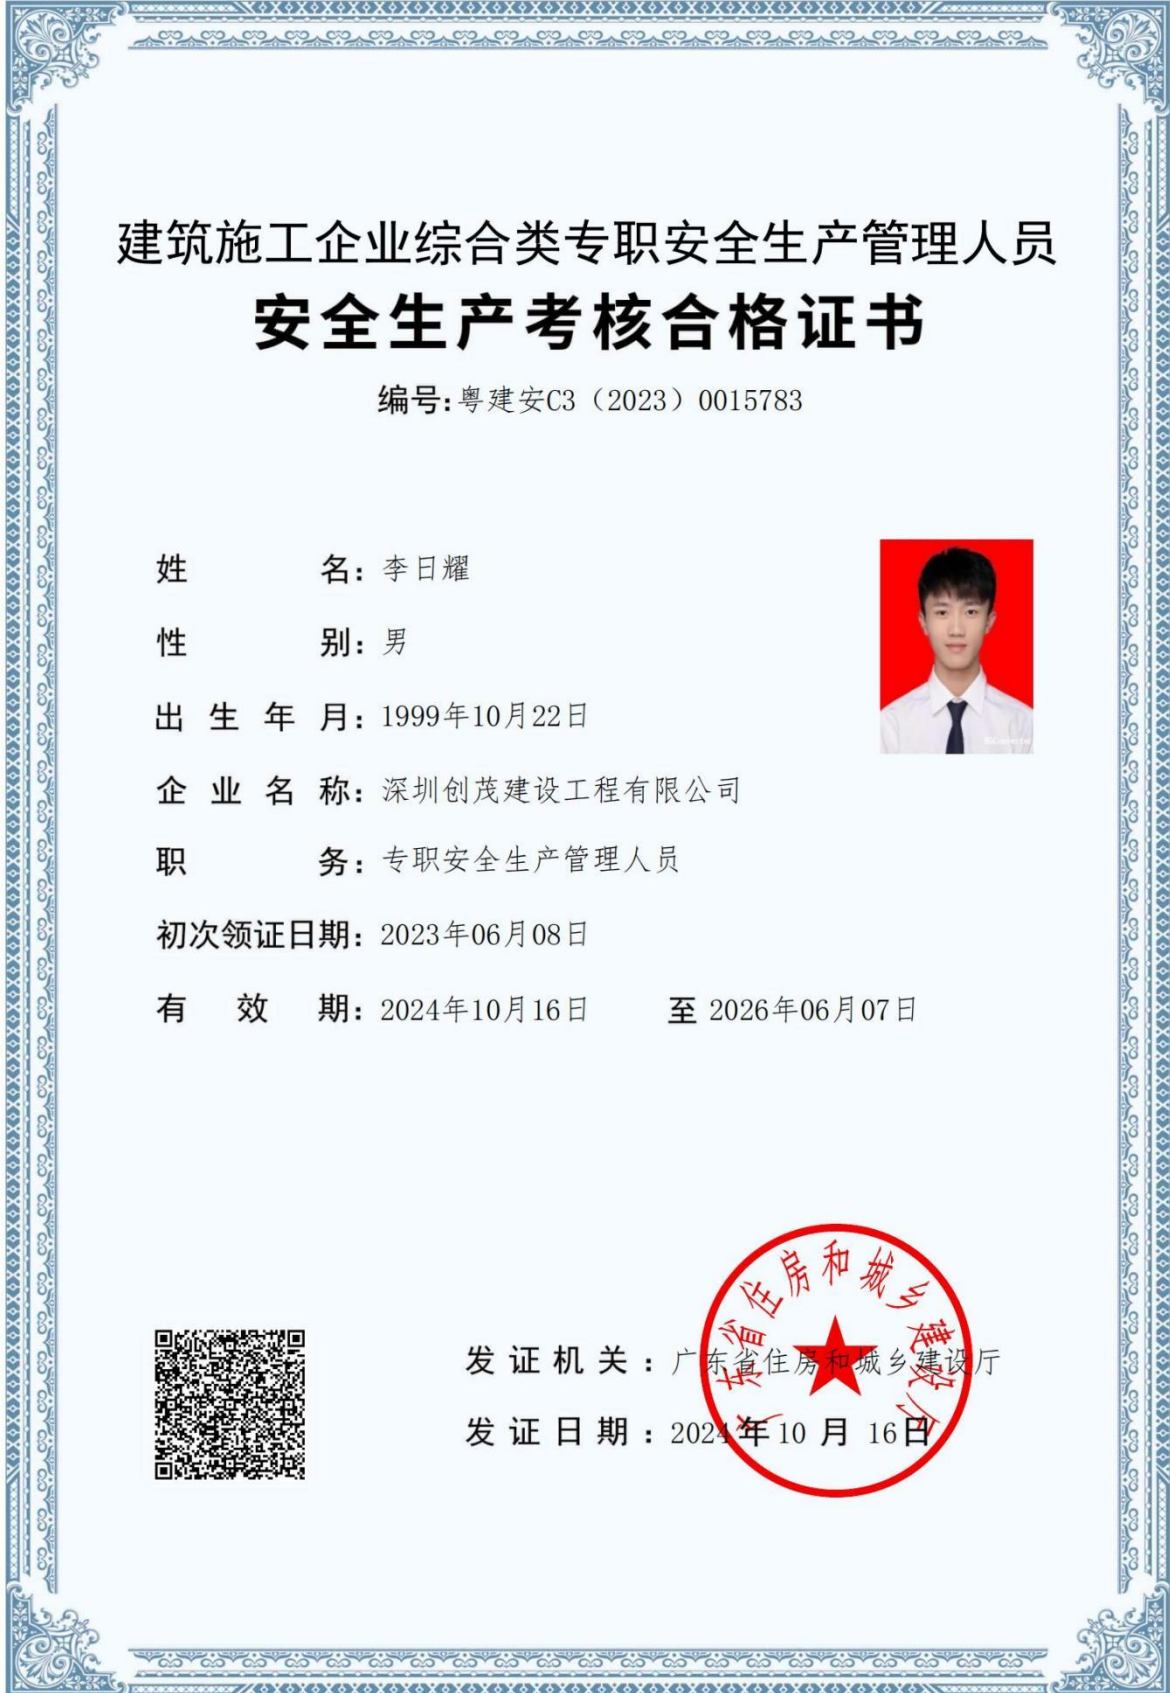 建筑施工企业综合类专职安全生产管理人员
安全生产考核合格证书
编号:粤建安C3（2023）0015783
姓名：李日耀
性别：男
出生年月：1999年10月22日
企业名称：深圳创茂建设工程有限公司
职务：专职安全生产管理人员
初次领证日期：2023年06月08日
有效期：2024年10月16日 至 2026年06月07日
广东省住房和城乡建设厅
发证机关：广东省住房和城乡建设厅
发证日期：2024年10月16日